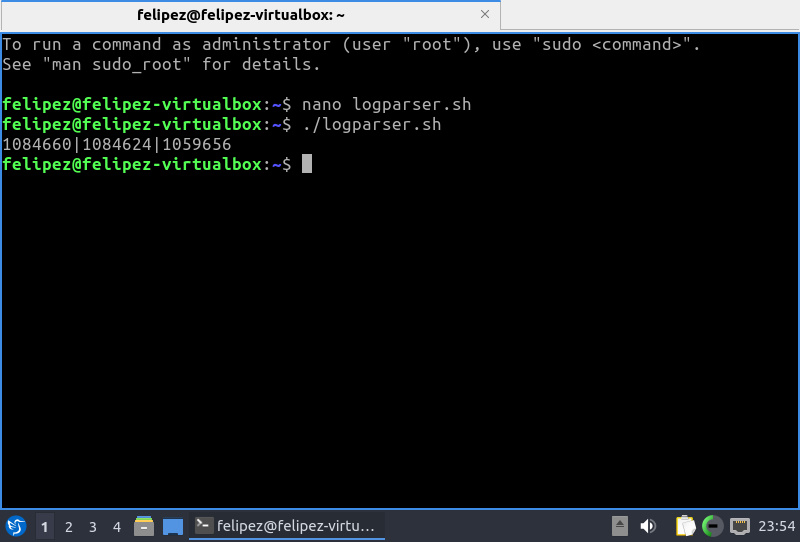 felipez@felipez-virtualbox: ~
To run a command as administrator (user "root"), use "sudo <command>".
See "man sudo_root" for details.
felipez@felipez-virtualbox:~$ nano logparser.sh
felipez@felipez-virtualbox:~$ ./logparser.sh
1084660|1084624|1059656
felipez@felipez-virtualbox:~$
1 2 3 4 felipez@felipez-virtu... 23:54